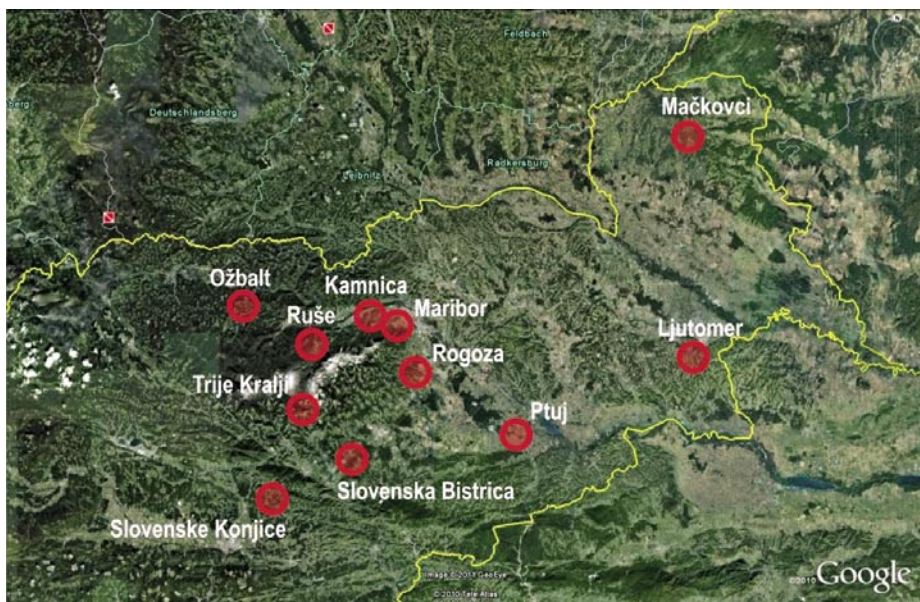 Feldbach
Mačkovci
Deutschlandsberg
Radkersburg
Leibnitz
Ožbalt
Kamnica
Ruše
Maribor
Ljutomer
Rogoza
Trije Kralji
Ptuj
Slovenska Bistrica
Slovenske Konjice
Image © 2011 GeoEye
© 2010 Tele Atlas
©2010 Google